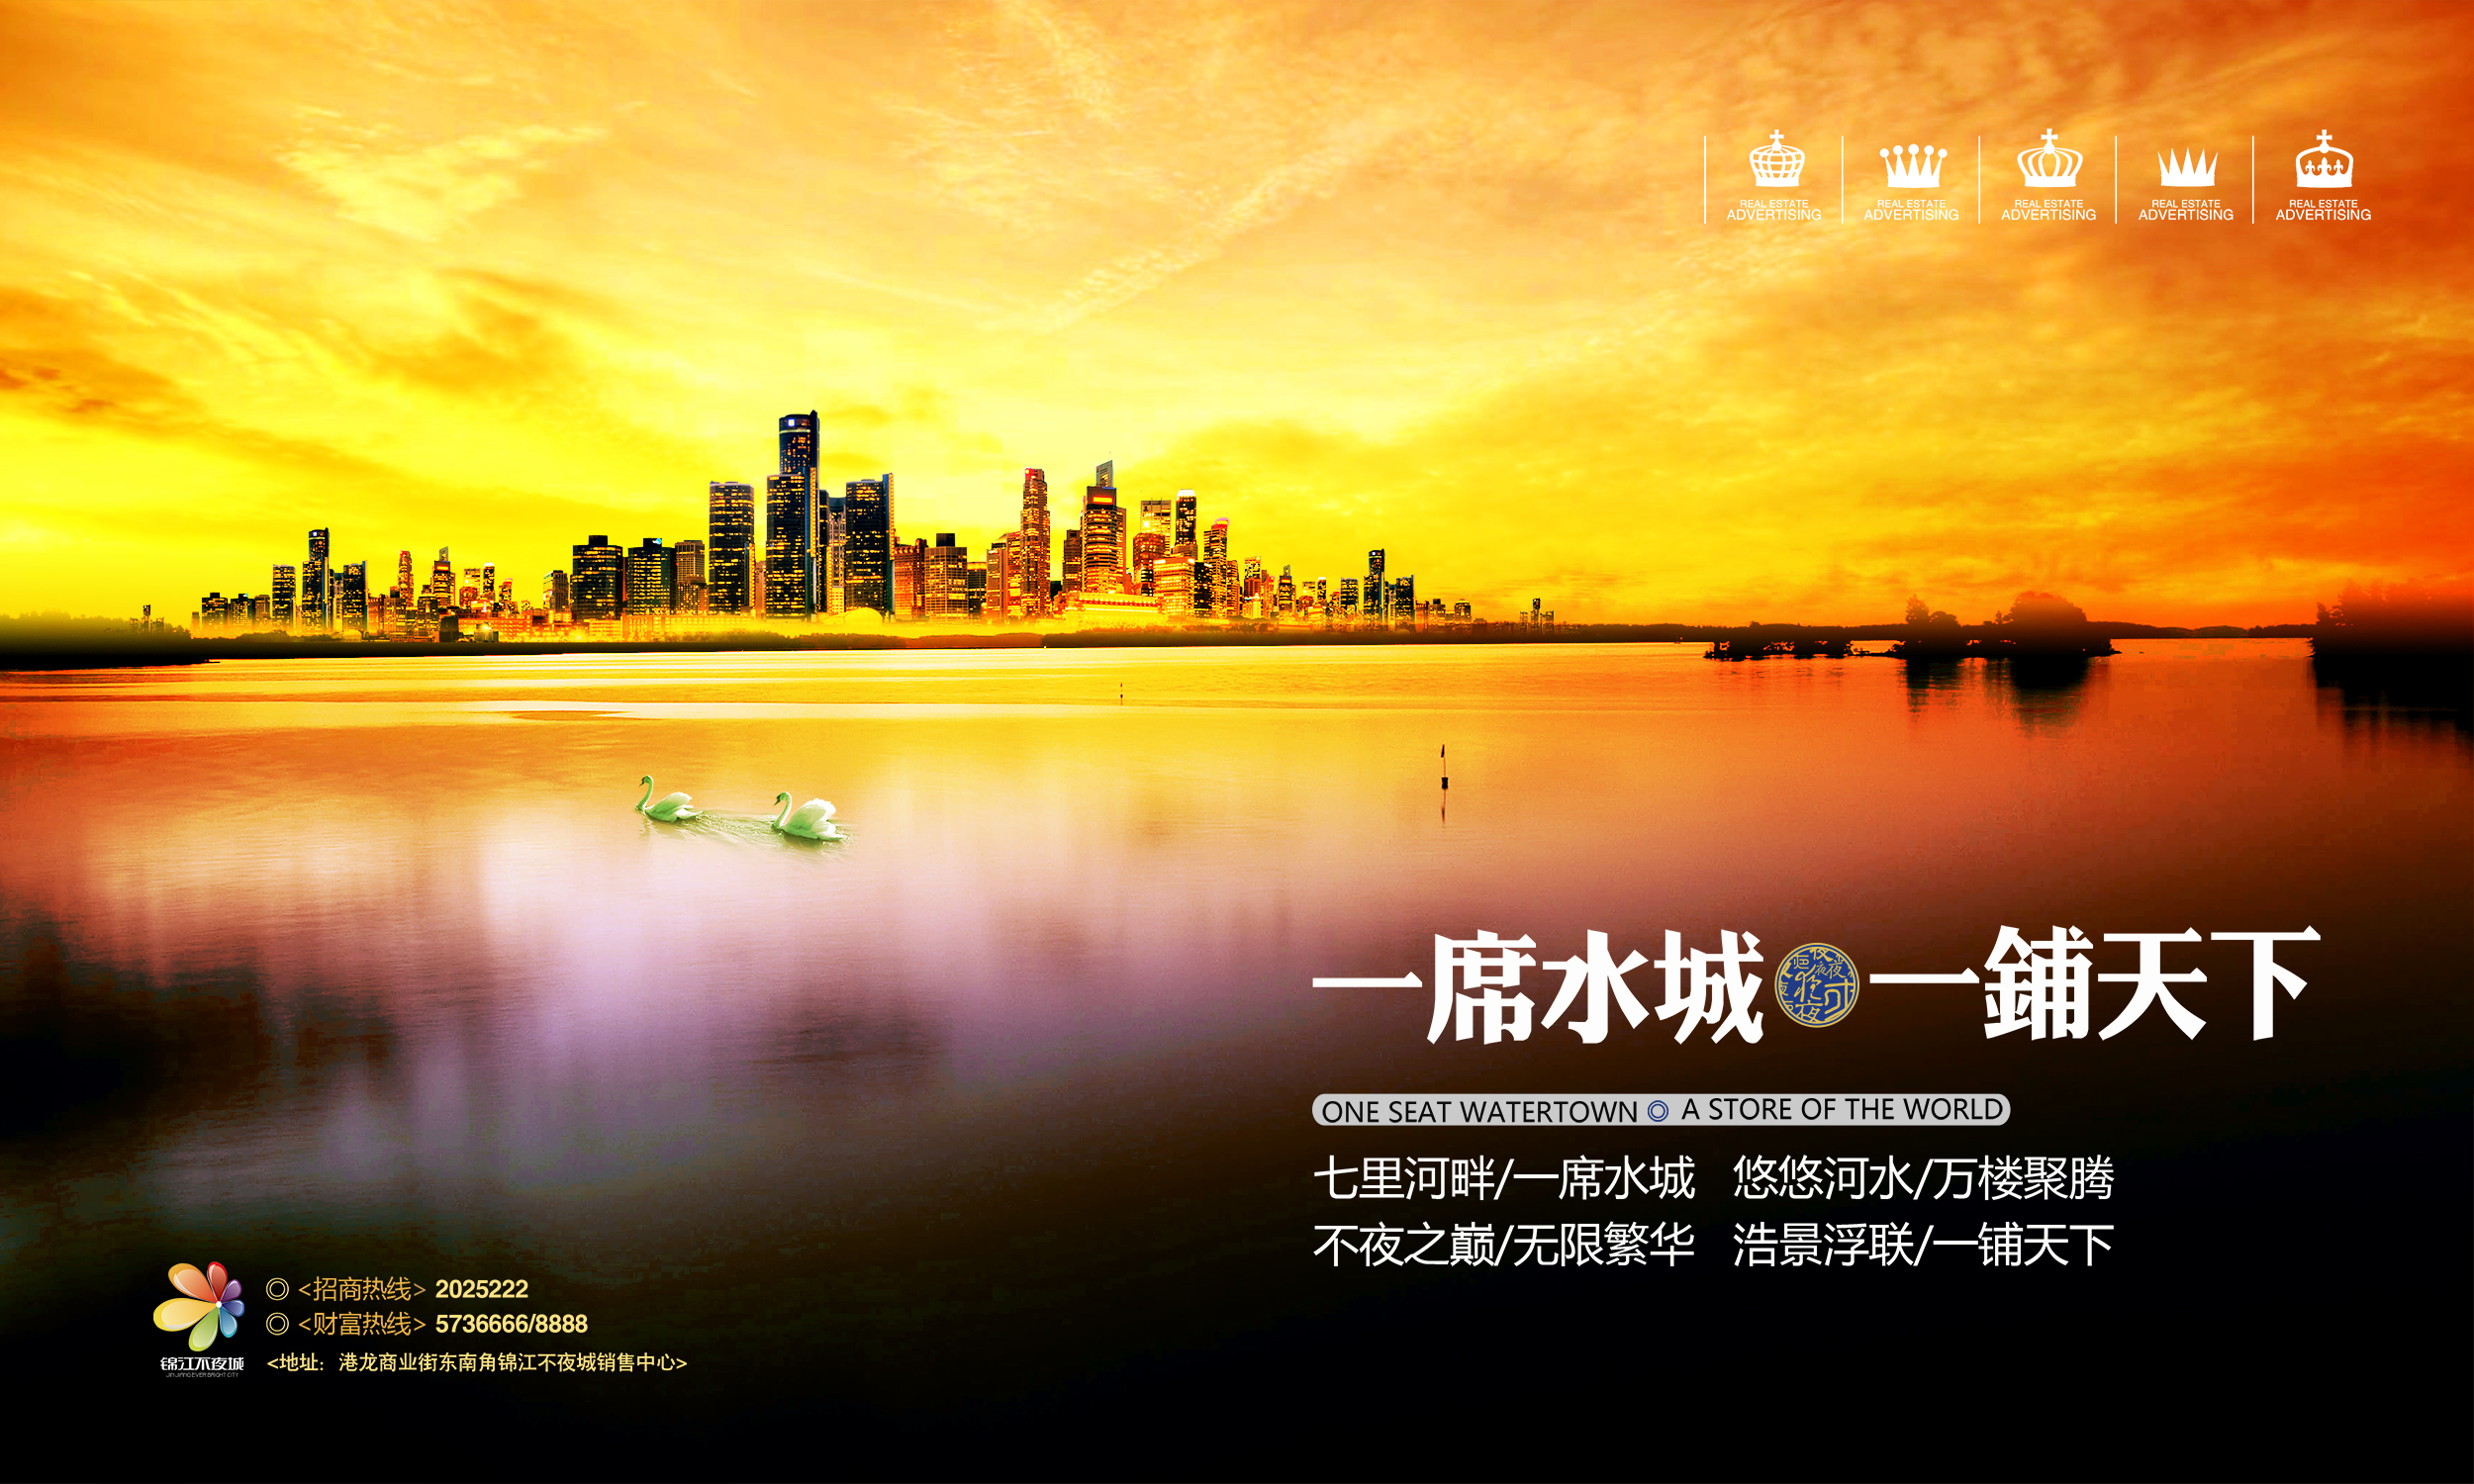 REAL ESTATE
ADVERTISING
REAL ESTATE
ADVERTISING
REAL ESTATE
ADVERTISING
REAL ESTATE
ADVERTISING
REAL ESTATE
ADVERTISING
一席水城 一鋪天下
ONE SEAT WATERTOWN ◎ A STORE OF THE WORLD
七里河畔/一席水城 悠悠河水/万楼聚腾
不夜之巅/无限繁华 浩景浮联/一铺天下
◎ <招商热线> 2025222
◎ <财富热线> 5736666/8888
<地址: 港龙商业街东南角锦江不夜城销售中心>
锦江不夜城
JIN JIANG EVER BRIGHT CITY